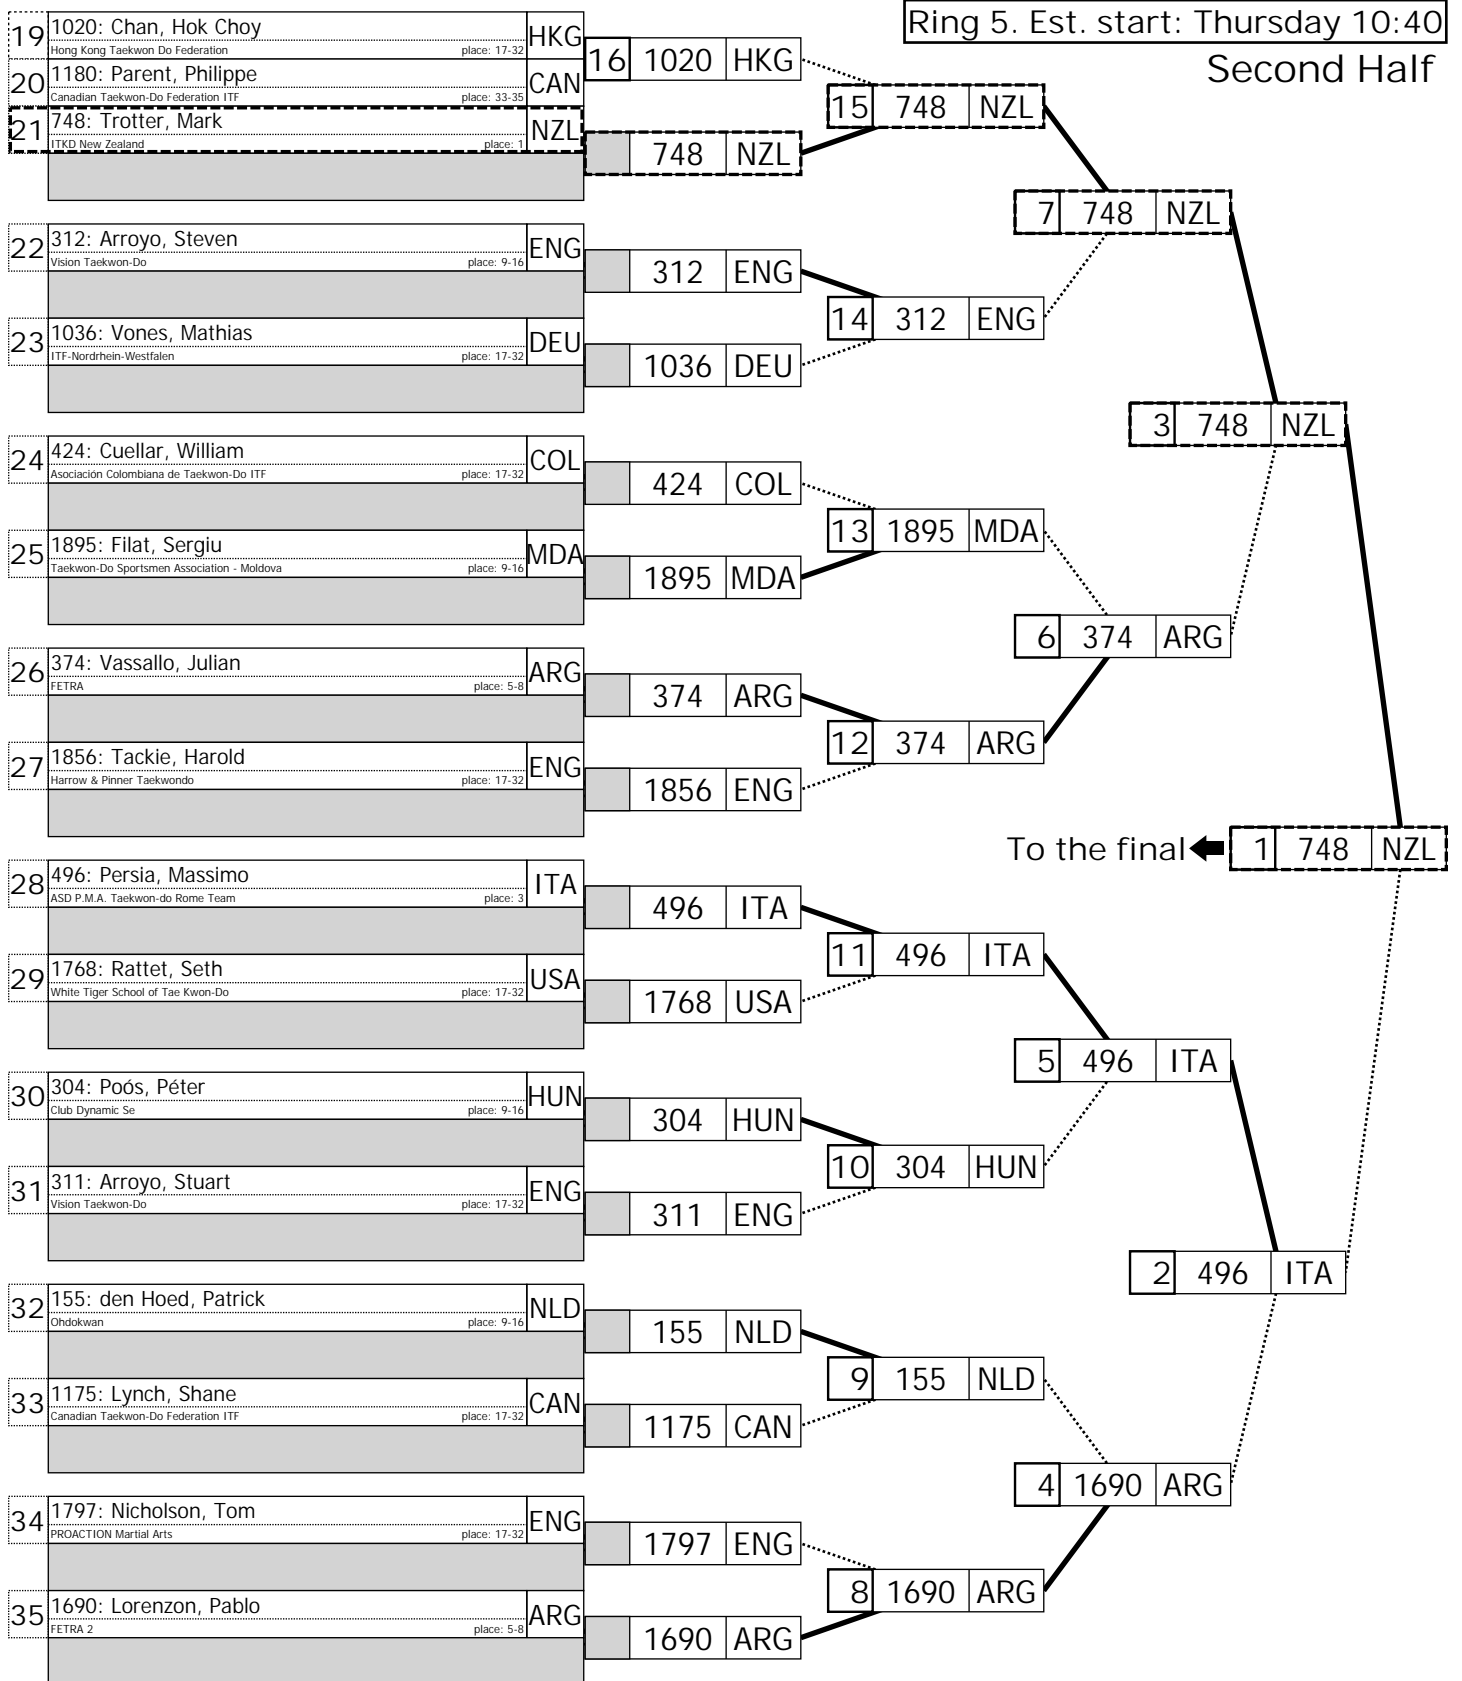 Ring 5. Est. start: Thursday 10:40
Second Half
19 1020: Chan, Hok Choy HKG
Hong Kong Taekwon Do Federation place: 17-32
20 1180: Parent, Philippe CAN
Canadian Taekwon-Do Federation ITF place: 33-35
21 748: Trotter, Mark NZL
ITKD New Zealand place: 1
22 312: Arroyo, Steven ENG
Vision Taekwon-Do place: 9-16
23 1036: Vones, Mathias DEU
ITF-Nordrhein-Westfalen place: 17-32
24 424: Cuellar, William COL
Asociación Colombiana de Taekwon-Do ITF place: 17-32
25 1895: Filat, Sergiu MDA
Taekwon-Do Sportsmen Association - Moldova place: 9-16
26 374: Vassallo, Julian ARG
FETRA place: 5-8
27 1856: Tackie, Harold ENG
Harrow & Pinner Taekwondo place: 17-32
28 496: Persia, Massimo ITA
ASD P.M.A. Taekwon-do Rome Team place: 3
29 1768: Rattet, Seth USA
White Tiger School of Tae Kwon-Do place: 17-32
30 304: Poós, Péter HUN
Club Dynamic Se place: 9-16
31 311: Arroyo, Stuart ENG
Vision Taekwon-Do place: 17-32
32 155: den Hoed, Patrick NLD
Ohdokwan place: 9-16
33 1175: Lynch, Shane CAN
Canadian Taekwon-Do Federation ITF place: 17-32
34 1797: Nicholson, Tom ENG
PROACTION Martial Arts place: 17-32
35 1690: Lorenzon, Pablo ARG
FETRA 2 place: 5-8
16 1020 HKG
748 NZL
312 ENG
1036 DEU
424 COL
1895 MDA
374 ARG
1856 ENG
496 ITA
1768 USA
304 HUN
311 ENG
155 NLD
1175 CAN
1797 ENG
1690 ARG
15 748 NZL
14 312 ENG
13 1895 MDA
12 374 ARG
11 496 ITA
10 304 HUN
9 155 NLD
8 1690 ARG
7 748 NZL
6 374 ARG
5 496 ITA
4 1690 ARG
3 748 NZL
2 496 ITA
To the final 1 748 NZL